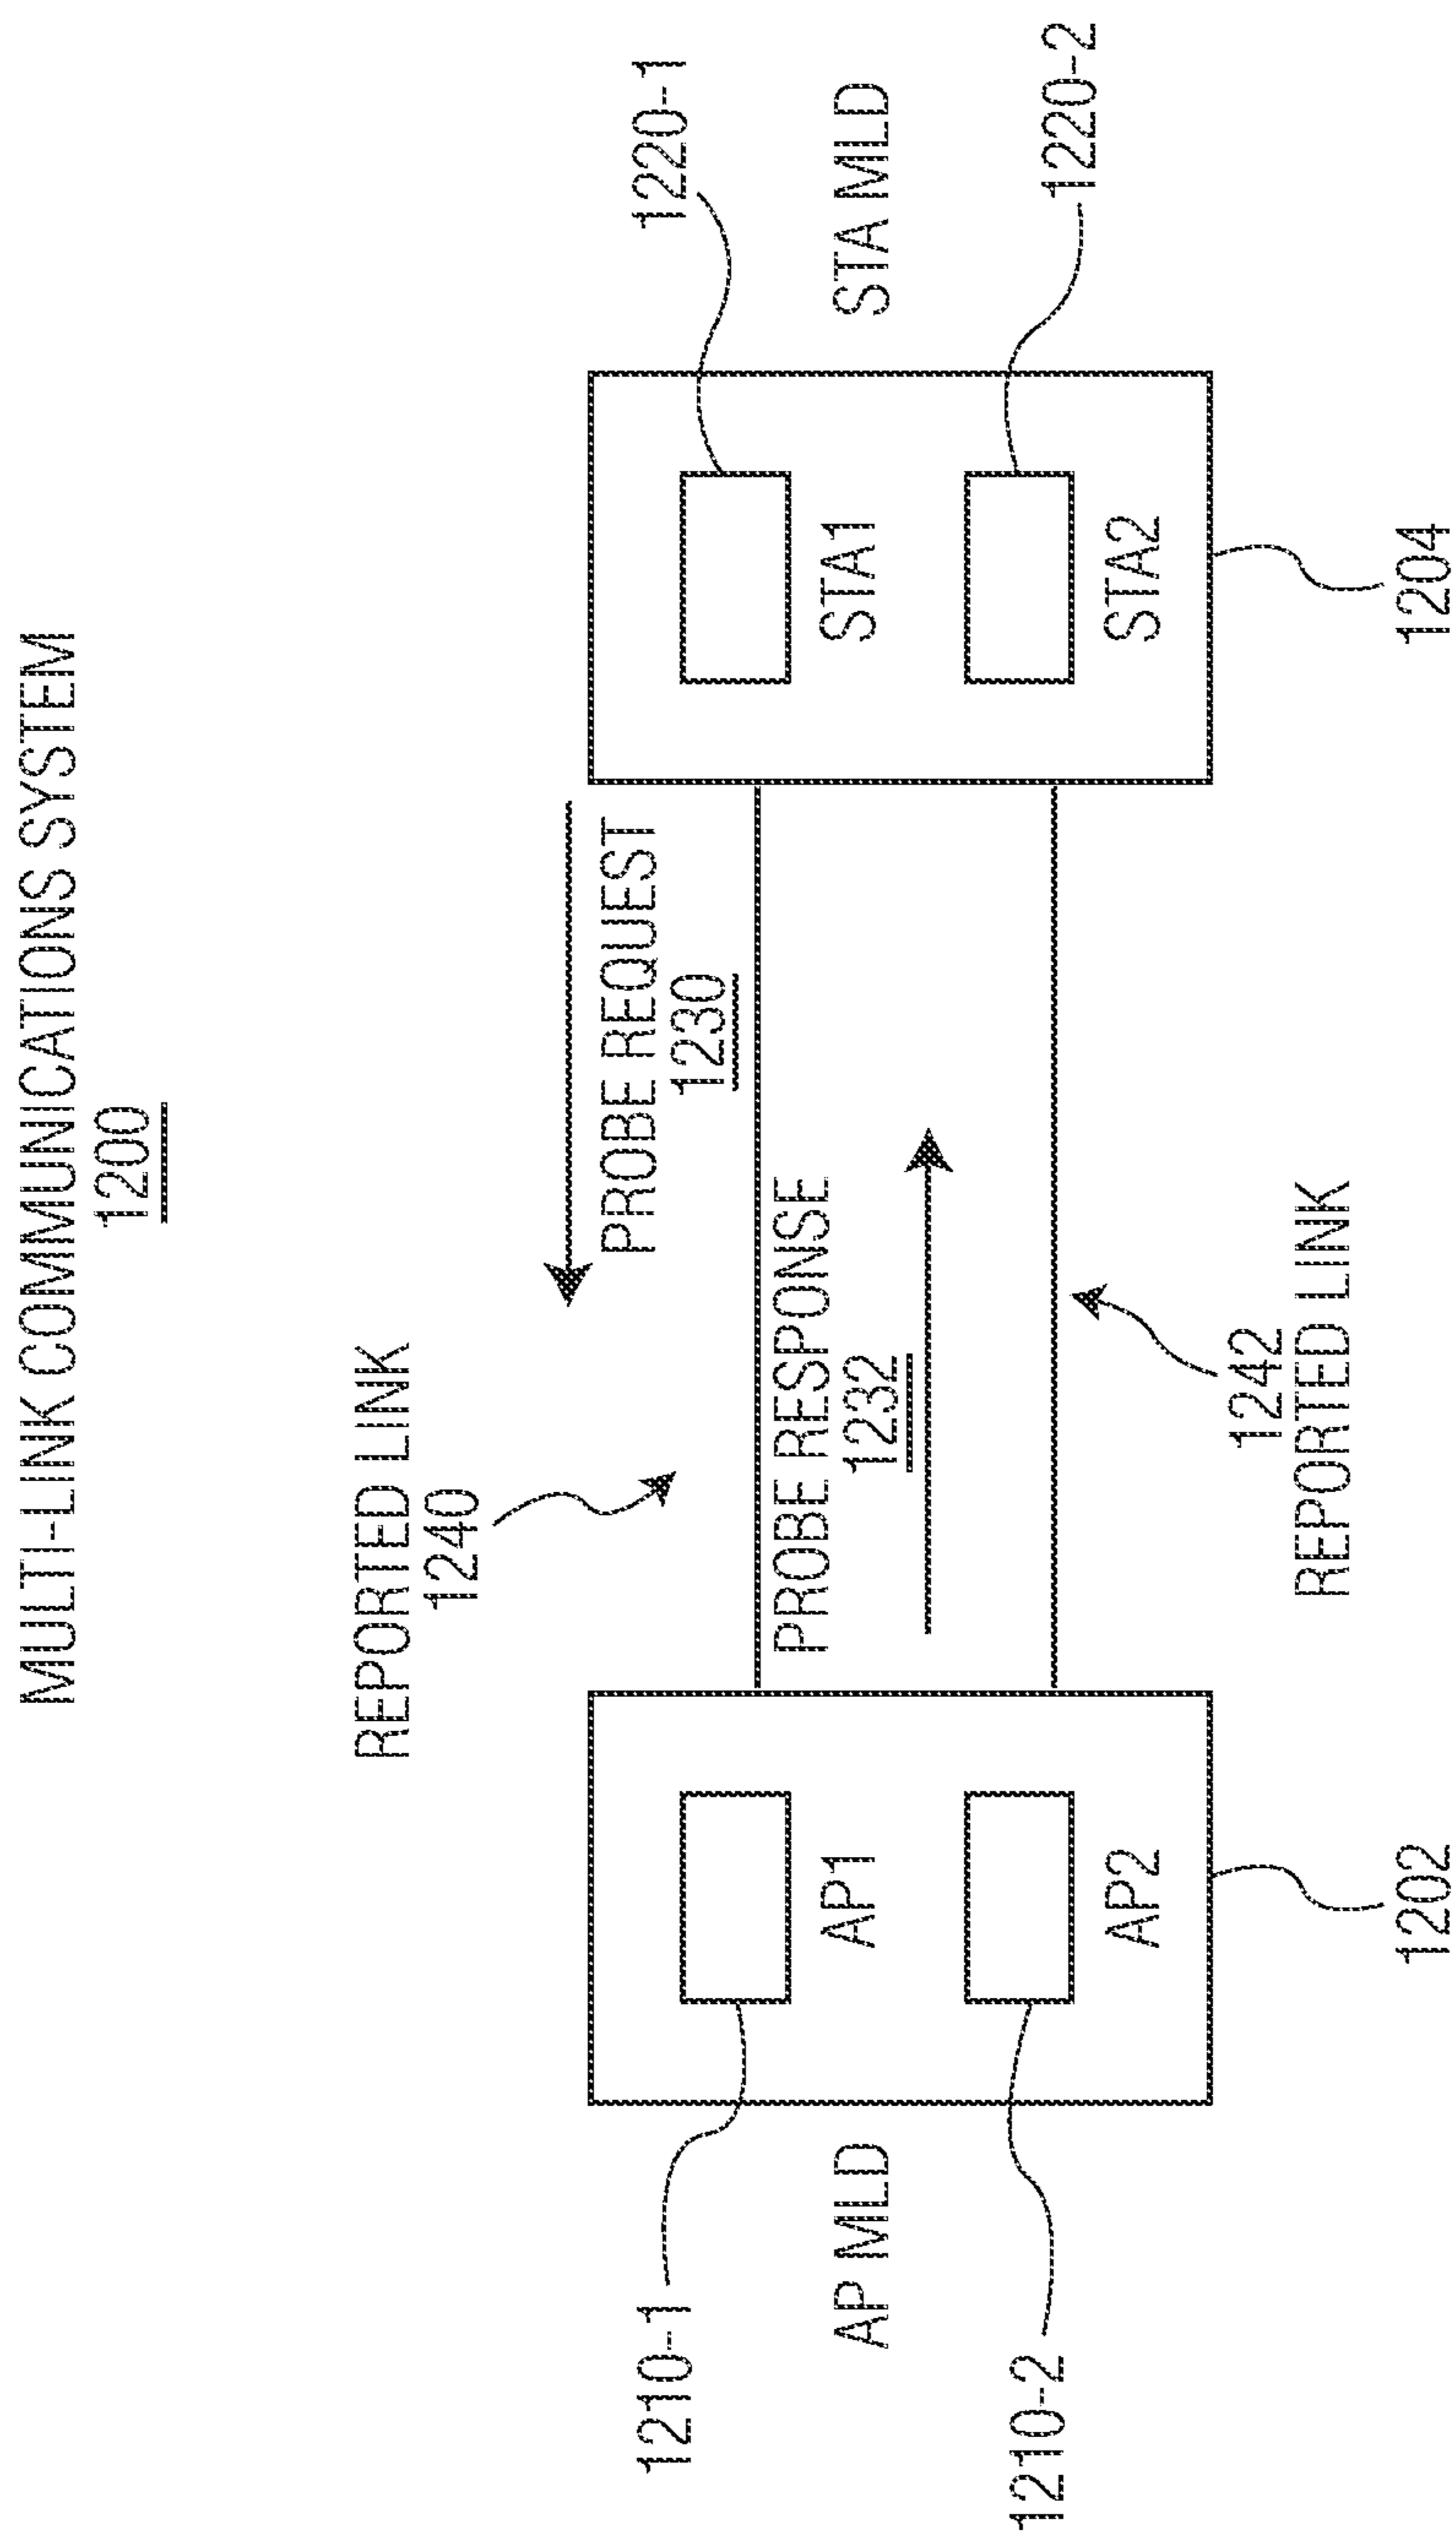 MULTI-LINK COMMUNICATIONS SYSTEM
1200
REPORTED LINK
1240
PROBE REQUEST
1230
1210-1
1220-1
AP1
STA1
PROBE RESPONSE
1232
AP MLD
STA MLD
1210-2
1220-2
AP2
STA2
1242
REPORTED LINK
1202
1204